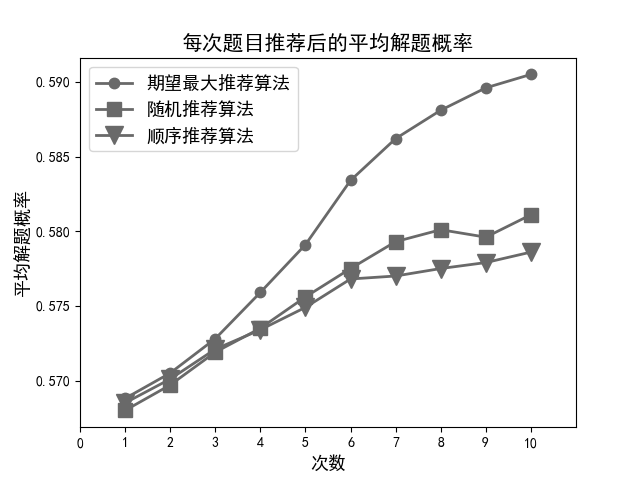 每次题目推荐后的平均解题概率
期望最大推荐算法
随机推荐算法
顺序推荐算法
平均解题概率
0.590
0.585
0.580
0.575
0.570
0 1 2 3 4 5 6 7 8 9 10
次数